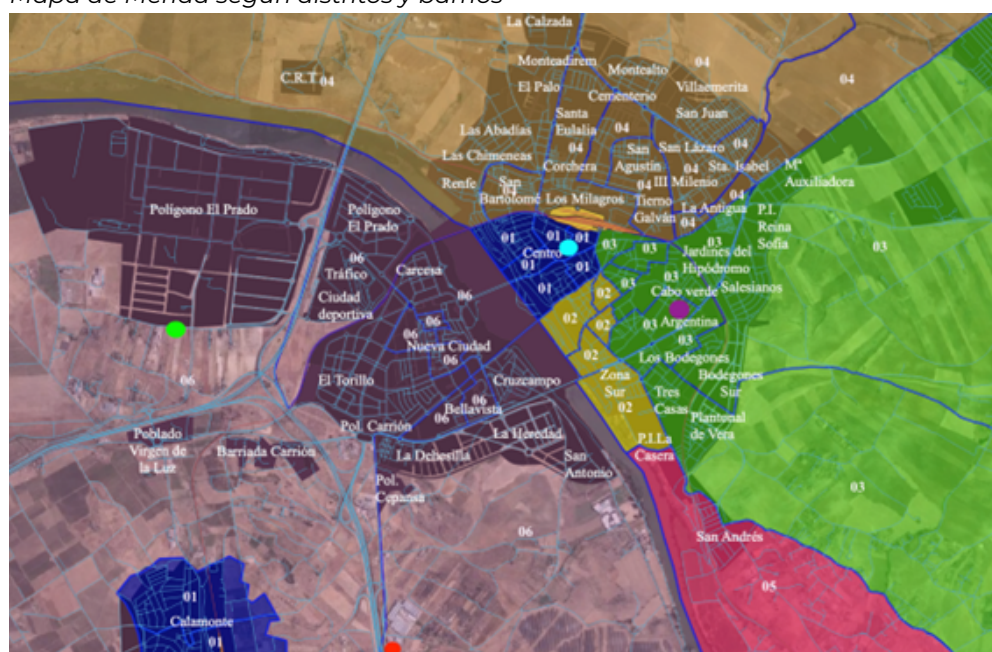 Mapa de Mérida según distritos y barrios
La Calzada
Monteadirem
Montealto
04
C.R.T 04
04
El Palo
Cementerio
Villaemerita
Santa
Eulalia
San Juan
Las Abadías
04
San
Agustin
San Lázaro
04
04
Las Chimeneas
Corchera
04
Sta. Isabel
Mª
Auxiliadora
Renfe
San
Bartolomé
04
Los Milagros
04
III Milenio
Tierno
Galván
04
La Antigua
04
P.I.
Reina
Sofía
Polígono El Prado
Polígono
El Prado
01
01
01
Centro
01
01
01
03
03
03
03
Jardines del
Hipódromo
06
Tráfico
Carcesa
03
03
Cabo verde
Salesianos
Ciudad
deportiva
06
02
06
06
Nueva Ciudad
06
02
03
Argentina
03
02
Los Bodegones
Bodegones
Sur
06
El Torillo
Cruzcampo
Zona
Sur
02
Tres
Casas
06
Bellavista
06
Plantonal
de Vera
Pol. Carrión
La Heredad
P.I.La
Casera
Poblado
Virgen de
la Luz
Barriada Carrión
La Dehesilla
San
Antonio
Pol.
Cepansa
03
06
San Andrés
05
01
Calamonte
01